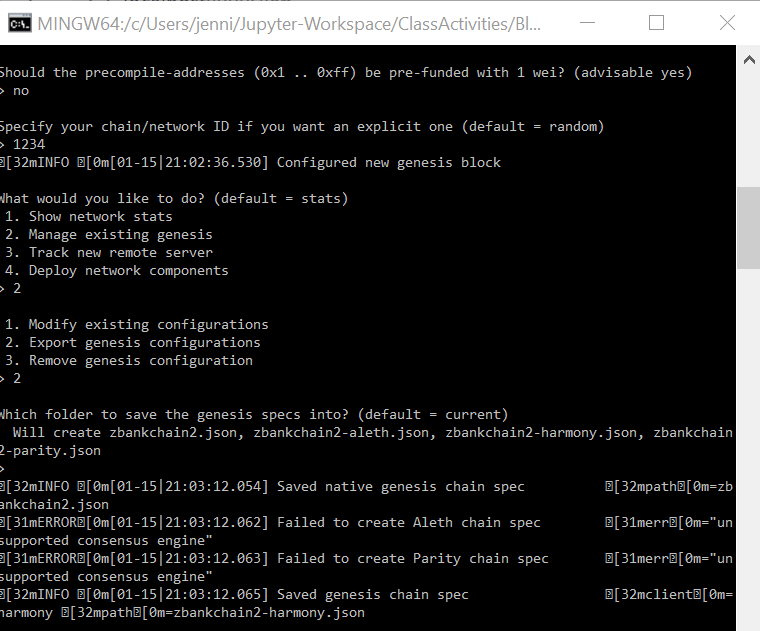 MINGW64:/c/Users/jenni/Jupyter-Workspace/ClassActivities/Bl...
Should the precompile-addresses (0x1 .. 0xff) be pre-funded with 1 wei? (advisable yes)
> no
Specify your chain/network ID if you want an explicit one (default = random)
> 1234
�[32mINFO �[0m[01-15|21:02:36.530] Configured new genesis block
What would you like to do? (default = stats)
1. Show network stats
2. Manage existing genesis
3. Track new remote server
4. Deploy network components
> 2
1. Modify existing configurations
2. Export genesis configurations
3. Remove genesis configuration
> 2
Which folder to save the genesis specs into? (default = current)
Will create zbankchain2.json, zbankchain2-aleth.json, zbankchain2-harmony.json, zbankchain
2-parity.json
>
�[32mINFO �[0m[01-15|21:03:12.054] Saved native genesis chain spec �[32mpath�[0m=zb
ankchain2.json
�[31mERROR�[0m[01-15|21:03:12.062] Failed to create Aleth chain spec �[31merr�[0m="un
supported consensus engine"
�[31mERROR�[0m[01-15|21:03:12.063] Failed to create Parity chain spec �[31merr�[0m="un
supported consensus engine"
�[32mINFO �[0m[01-15|21:03:12.065] Saved genesis chain spec �[32mclient�[0m=
harmony �[32mpath�[0m=zbankchain2-harmony.json